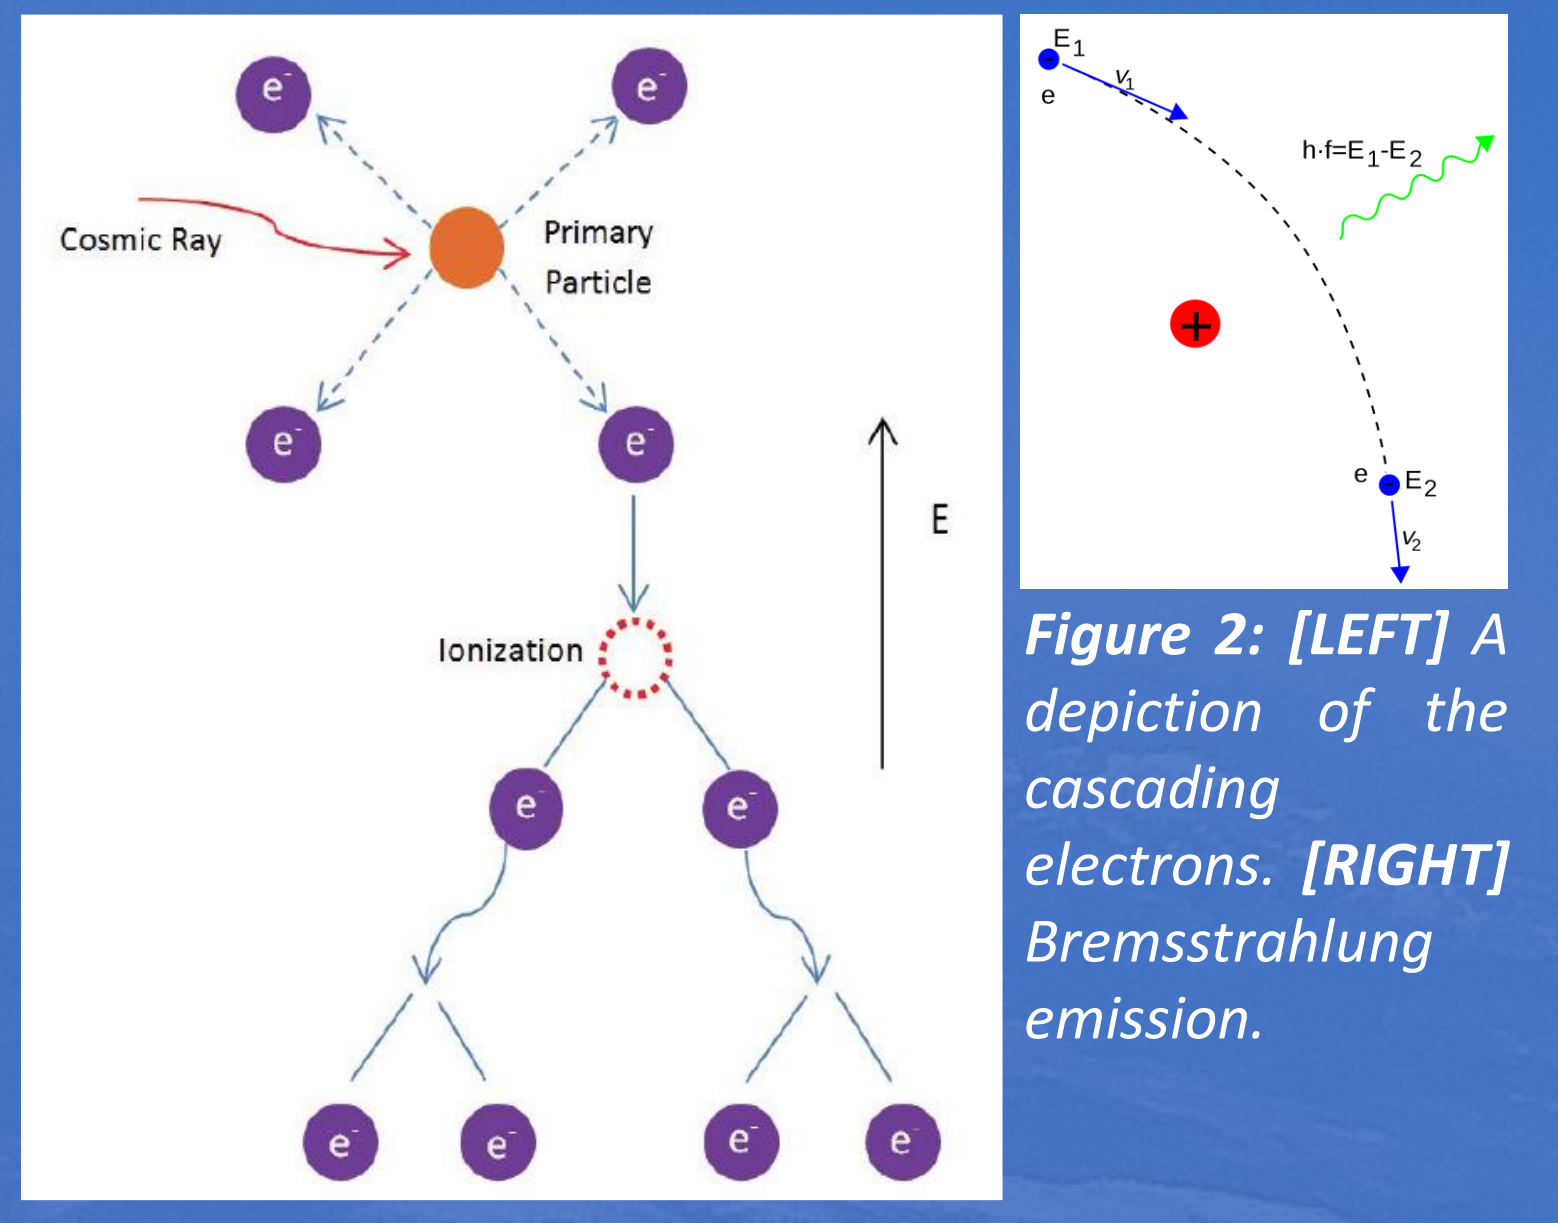 e⁻
e⁻
Cosmic Ray
Primary
Particle
e⁻
e⁻
E
Ionization
e⁻
e⁻
e⁻
e⁻
e⁻
e⁻
E₁
-
e
v₁
h·f=E₁-E₂
+
e
-
E₂
v₂
Figure 2: [LEFT] A
depiction of the
cascading
electrons. [RIGHT]
Bremsstrahlung
emission.